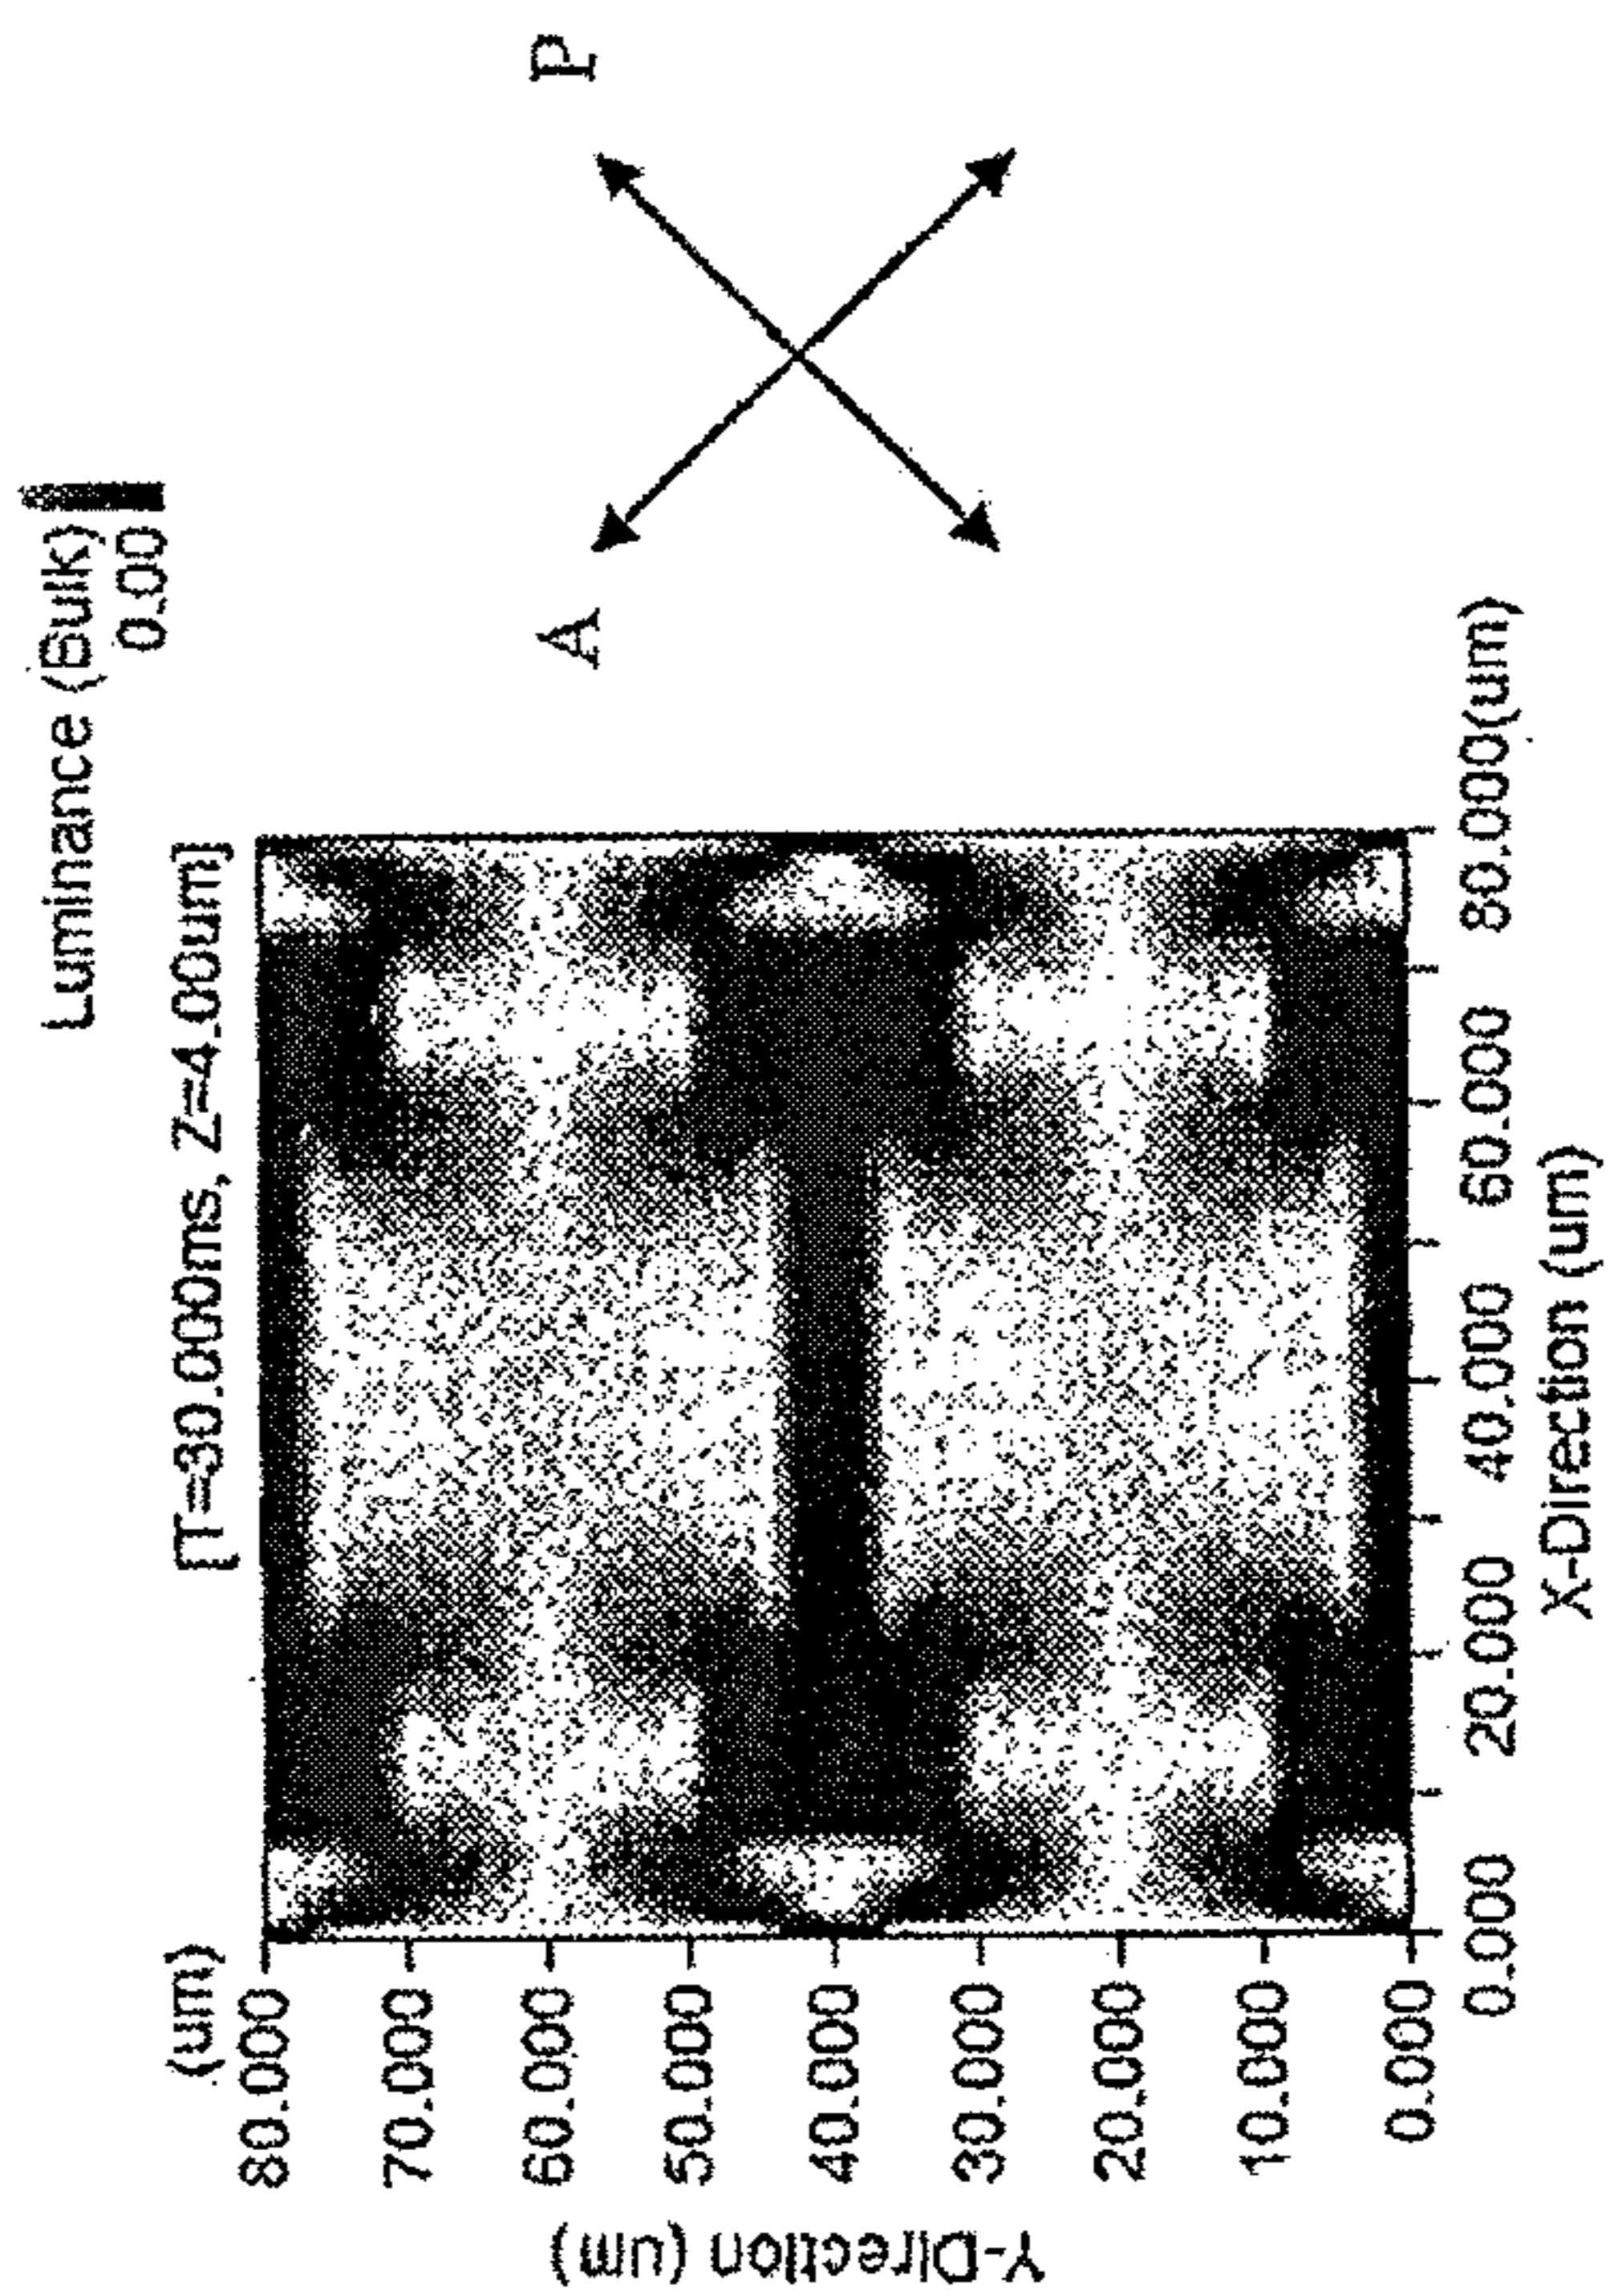 Luminance (Bulk)
0.00
[T=30.000ms, Z=4.00um]
(um)
80.000
70.000
60.000
50.000
40.000
30.000
20.000
10.000
0.000
Y-Direction (um)
0.000 20.000 40.000 60.000 80.000(um)
X-Direction (um)
A
P